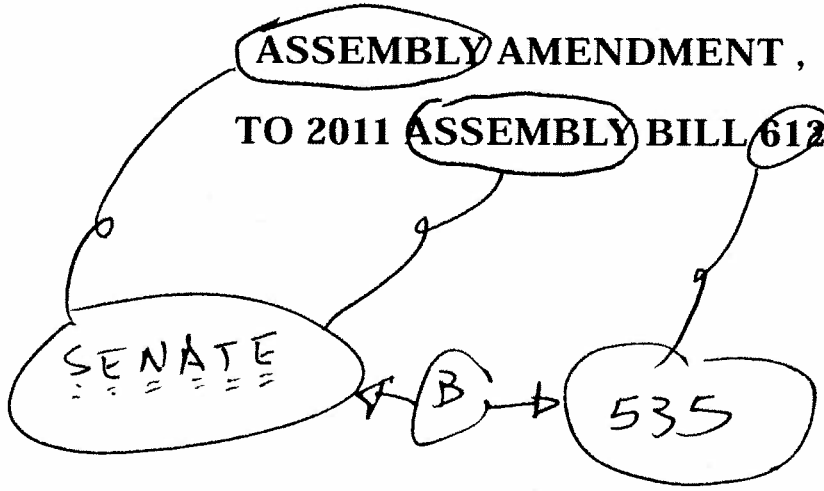 ASSEMBLY AMENDMENT ,
TO 2011 ASSEMBLY BILL 612
SENATE B 535